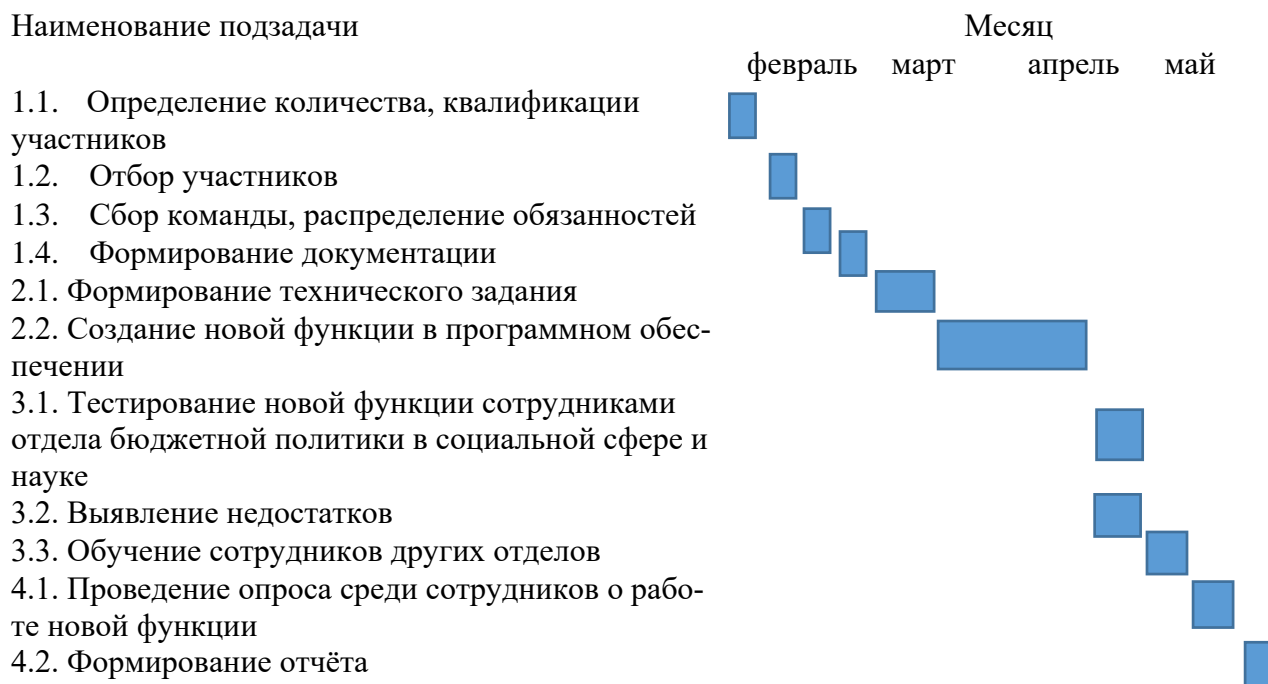 Наименование подзадачи Месяц
февраль март апрель май
1.1. Определение количества, квалификации
участников
1.2. Отбор участников
1.3. Сбор команды, распределение обязанностей
1.4. Формирование документации
2.1. Формирование технического задания
2.2. Создание новой функции в программном обес-
печении
3.1. Тестирование новой функции сотрудниками
отдела бюджетной политики в социальной сфере и
науке
3.2. Выявление недостатков
3.3. Обучение сотрудников других отделов
4.1. Проведение опроса среди сотрудников о рабо-
те новой функции
4.2. Формирование отчёта